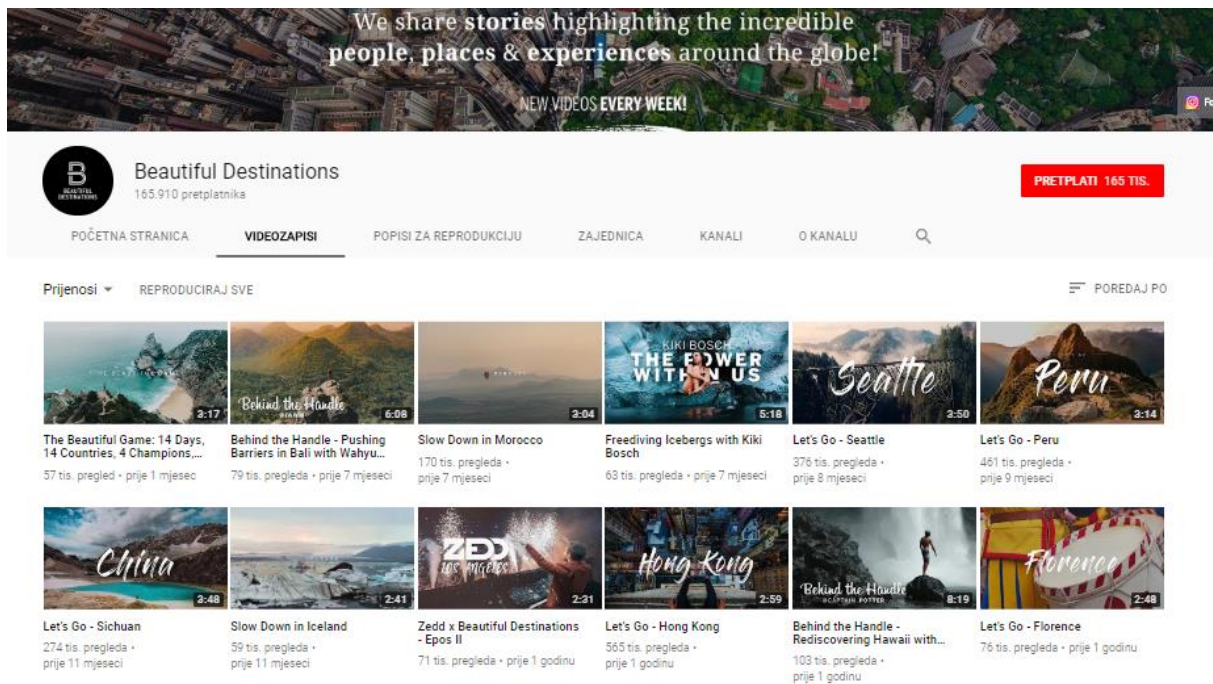 We share stories highlighting the incredible
people, places & experiences around the globe!
NEW VIDEOS EVERY WEEK!
B
BEAUTIFUL
DESTINATIONS
Beautiful Destinations
165.910 pretplatnika
PRETPLATI 165 TIS.
POČETNA STRANICA VIDEOZAPISI POPISI ZA REPRODUKCIJU ZAJEDNICA KANALI O KANALU
Prijenosi REPRODUCIRAJ SVE POREDAJ PO
THE BEAUTIFUL GAME
3:17
Behind the Handle
6:08
3:04
KIKI BOSCH
THE POWER
WITHIN US
5:18
Seattle
3:50
Peru
3:14
The Beautiful Game: 14 Days,
14 Countries, 4 Champions,...
57 tis. pregled • prije 1 mjesec
Behind the Handle - Pushing
Barriers in Bali with Wahyu...
79 tis. pregleda • prije 7 mjeseci
Slow Down in Morocco
170 tis. pregleda •
prije 7 mjeseci
Freediving Icebergs with Kiki
Bosch
63 tis. pregleda • prije 7 mjeseci
Let's Go - Seattle
376 tis. pregleda •
prije 8 mjeseci
Let's Go - Peru
461 tis. pregleda •
prije 9 mjeseci
China
3:48
2:41
ZEDD
LOS ANGELES
2:31
Hong Kong
2:59
Behind the Handle
8:19
Florence
2:48
Let's Go - Sichuan
274 tis. pregleda •
prije 11 mjeseci
Slow Down in Iceland
59 tis. pregleda •
prije 11 mjeseci
Zedd x Beautiful Destinations
- Epos II
71 tis. pregleda • prije 1 godinu
Let's Go - Hong Kong
565 tis. pregleda •
prije 1 godinu
Behind the Handle -
Rediscovering Hawaii with...
103 tis. pregleda •
prije 1 godinu
Let's Go - Florence
76 tis. pregleda • prije 1 godinu